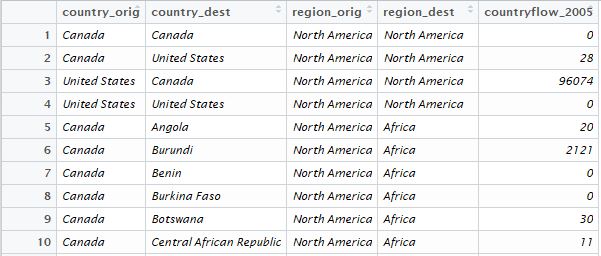 country_orig country_dest region_orig region_dest countryflow_2005
1 Canada Canada North America North America 0
2 Canada United States North America North America 28
3 United States Canada North America North America 96074
4 United States United States North America North America 0
5 Canada Angola North America Africa 20
6 Canada Burundi North America Africa 2121
7 Canada Benin North America Africa 0
8 Canada Burkina Faso North America Africa 0
9 Canada Botswana North America Africa 30
10 Canada Central African Republic North America Africa 11